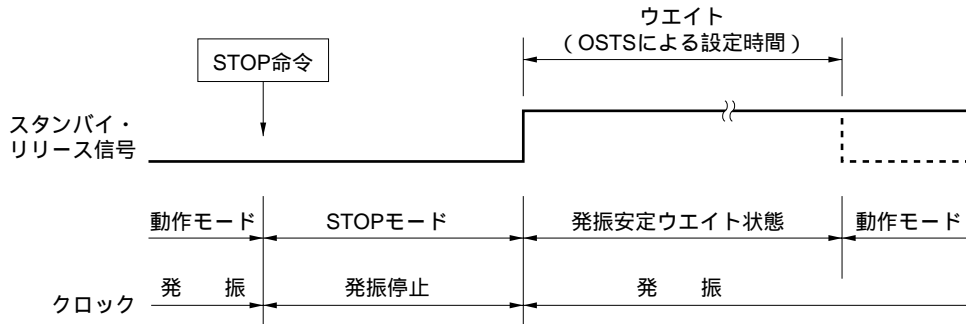 ウエイト
（OSTSによる設定時間）
STOP命令
スタンバイ・
リリース信号
動作モード
STOPモード
発振安定ウエイト状態
動作モード
クロック
発　振
発振停止
発　振